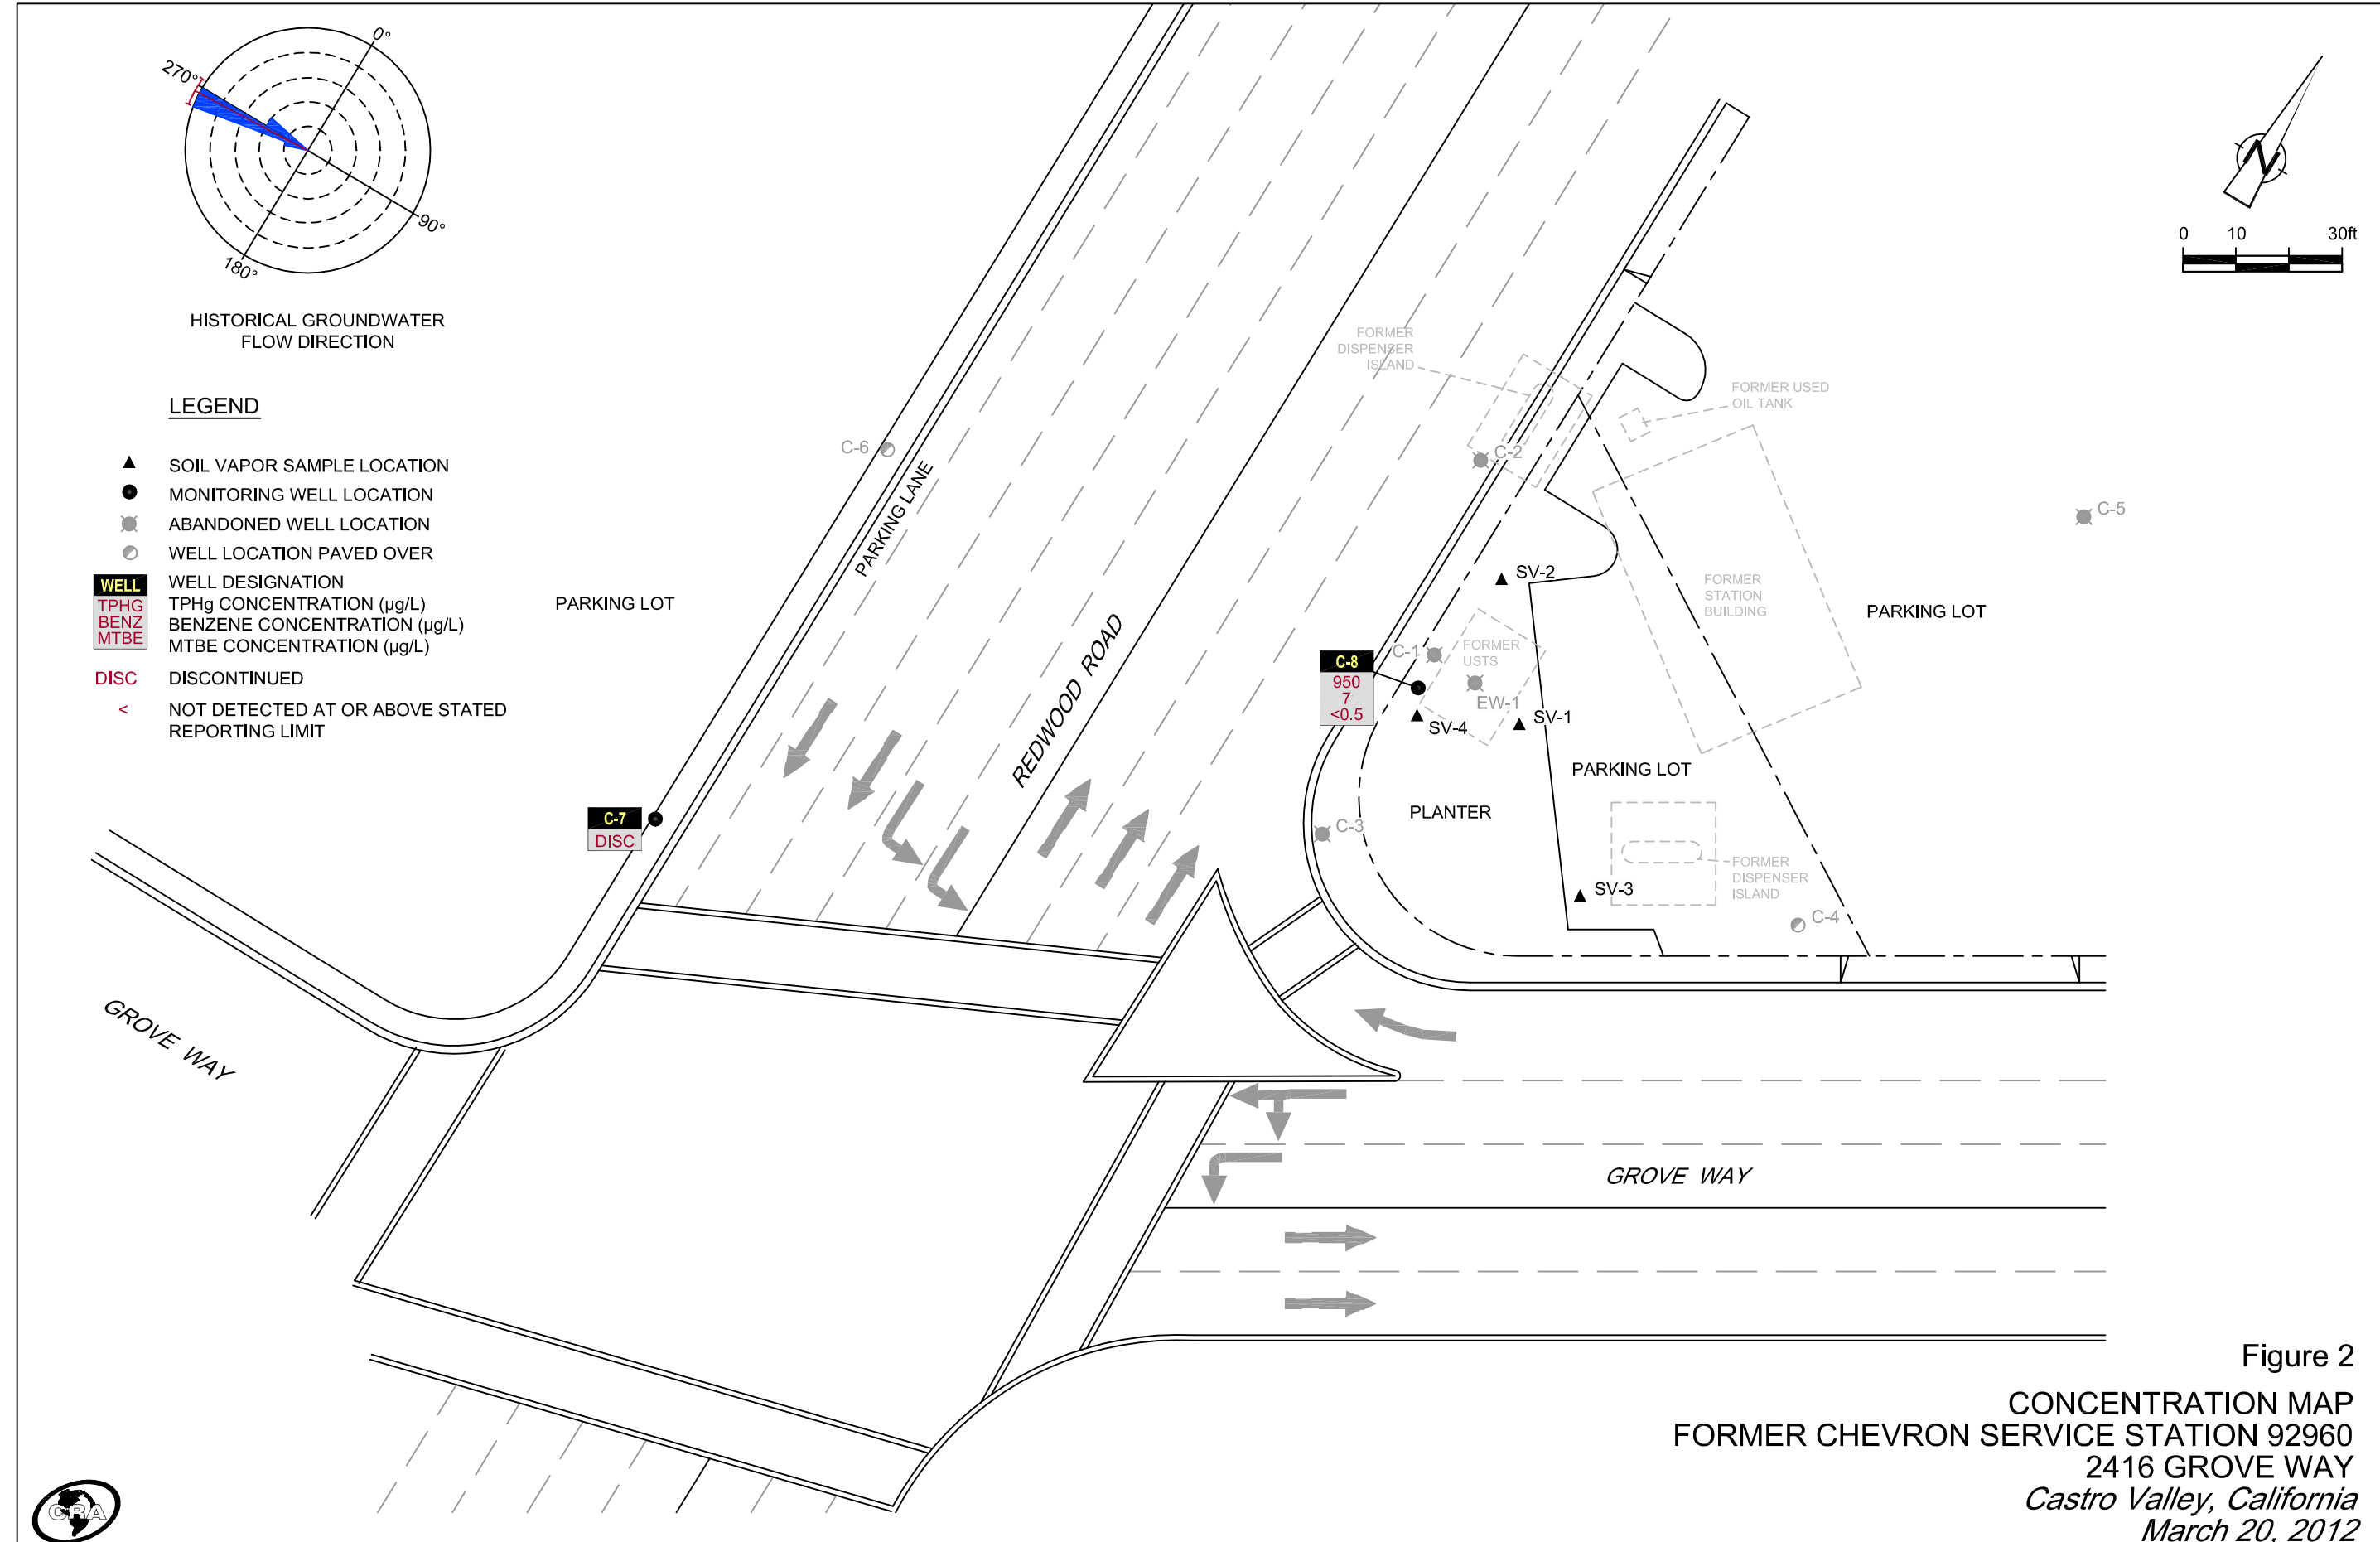 0°
270°
90°
180°
HISTORICAL GROUNDWATER
FLOW DIRECTION
N
0 10 30ft
LEGEND
SOIL VAPOR SAMPLE LOCATION
MONITORING WELL LOCATION
ABANDONED WELL LOCATION
WELL LOCATION PAVED OVER
WELL WELL DESIGNATION
TPHG TPHg CONCENTRATION (µg/L)
BENZ BENZENE CONCENTRATION (µg/L)
MTBE MTBE CONCENTRATION (µg/L)
DISC DISCONTINUED
< NOT DETECTED AT OR ABOVE STATED
REPORTING LIMIT
C-6
PARKING LANE
PARKING LOT
REDWOOD ROAD
C-7
DISC
FORMER
DISPENSER
ISLAND
C-2
FORMER USED
OIL TANK
C-5
SV-2
FORMER
STATION
BUILDING
PARKING LOT
C-1
FORMER
USTS
EW-1
C-8
950
7
<0.5
SV-4
SV-1
PARKING LOT
PLANTER
C-3
SV-3
FORMER
DISPENSER
ISLAND
C-4
GROVE WAY
GROVE WAY
Figure 2
CONCENTRATION MAP
FORMER CHEVRON SERVICE STATION 92960
2416 GROVE WAY
Castro Valley, California
March 20, 2012
CRA